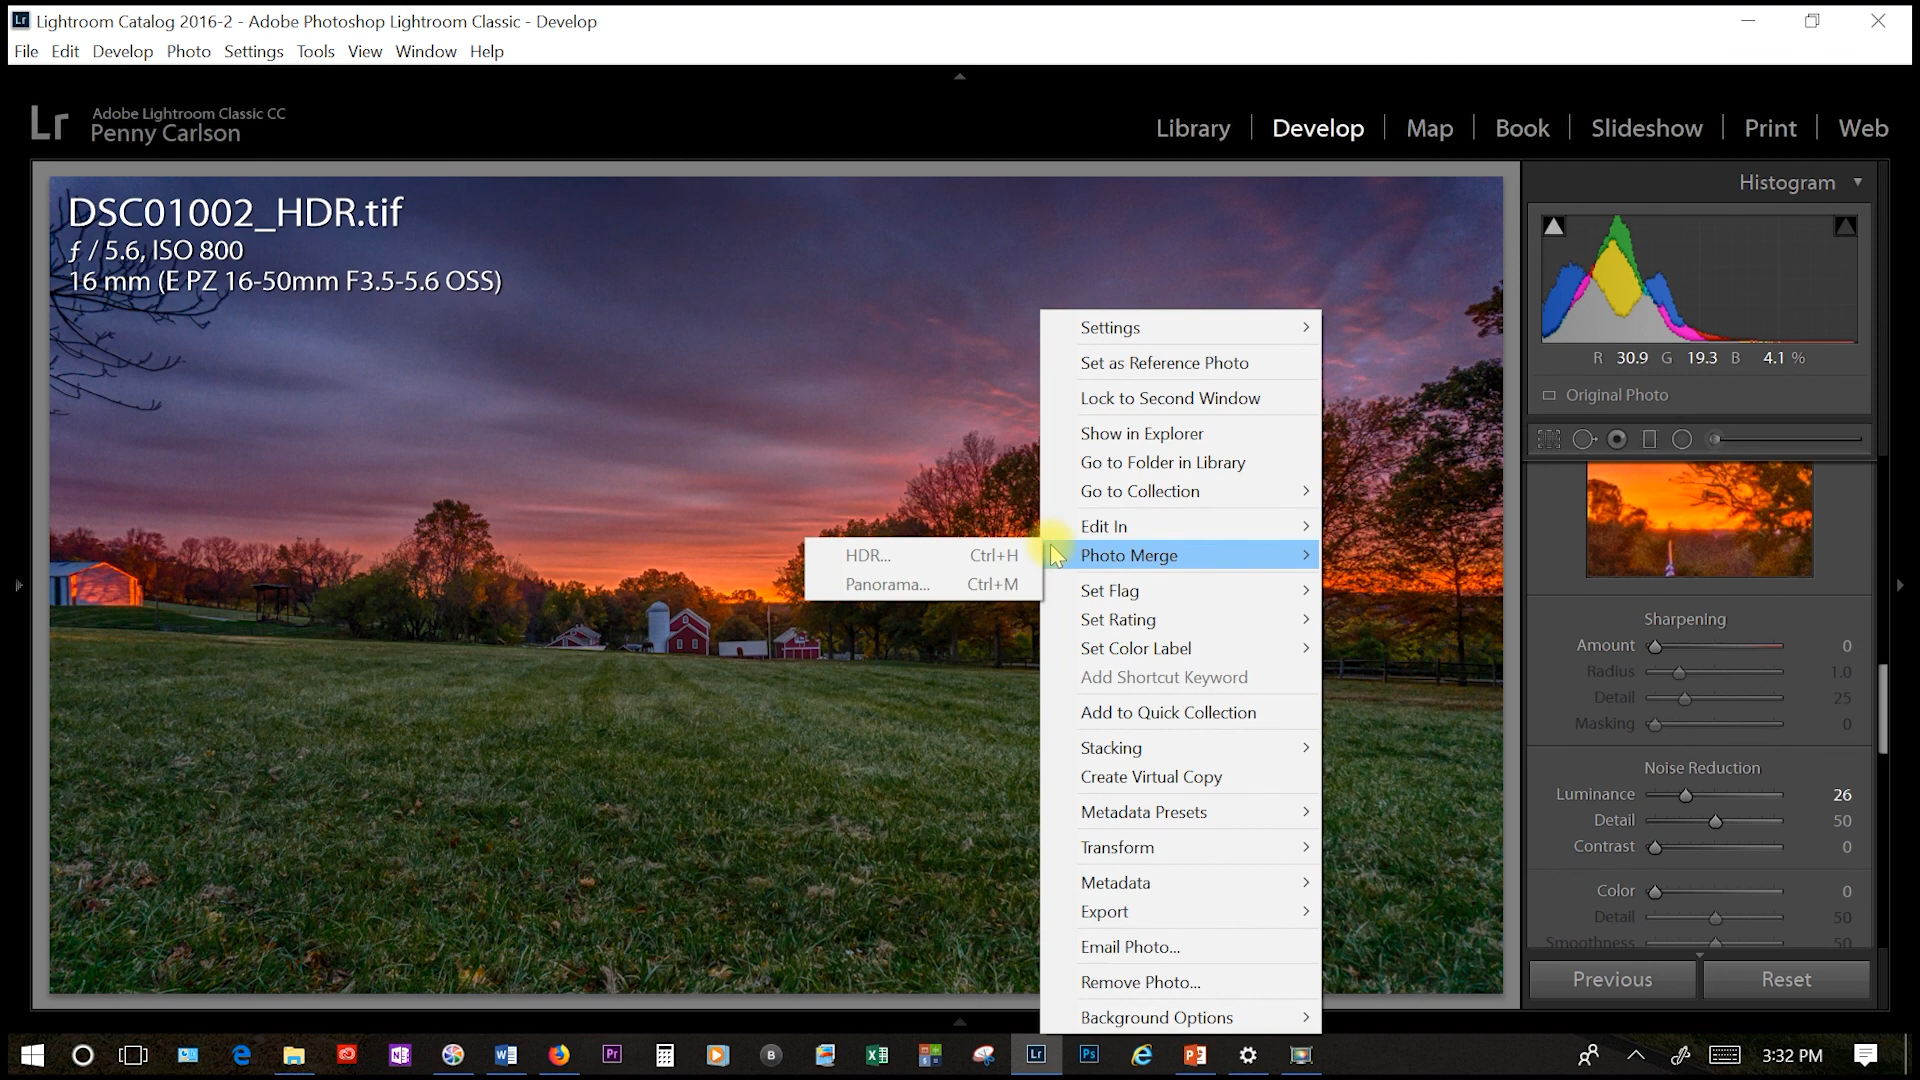 Lr Lightroom Catalog 2016-2 - Adobe Photoshop Lightroom Classic - Develop
File Edit Develop Photo Settings Tools View Window Help
Lr Adobe Lightroom Classic CC
Penny Carlson
Library Develop Map Book Slideshow Print Web
DSC01002_HDR.tif
ƒ / 5.6, ISO 800
16 mm (E PZ 16-50mm F3.5-5.6 OSS)
Settings
Set as Reference Photo
Lock to Second Window
Show in Explorer
Go to Folder in Library
Go to Collection
Edit In
Photo Merge
HDR... Ctrl+H
Panorama... Ctrl+M
Set Flag
Set Rating
Set Color Label
Add Shortcut Keyword
Add to Quick Collection
Stacking
Create Virtual Copy
Metadata Presets
Transform
Metadata
Export
Email Photo...
Remove Photo...
Background Options
Histogram
R 30.9 G 19.3 B 4.1 %
Original Photo
Sharpening
Amount 0
Radius 1.0
Detail 25
Masking 0
Noise Reduction
Luminance 26
Detail 50
Contrast 0
Color 0
Detail 50
Smoothness 50
Previous Reset
Pr B Lr Ps 3:32 PM